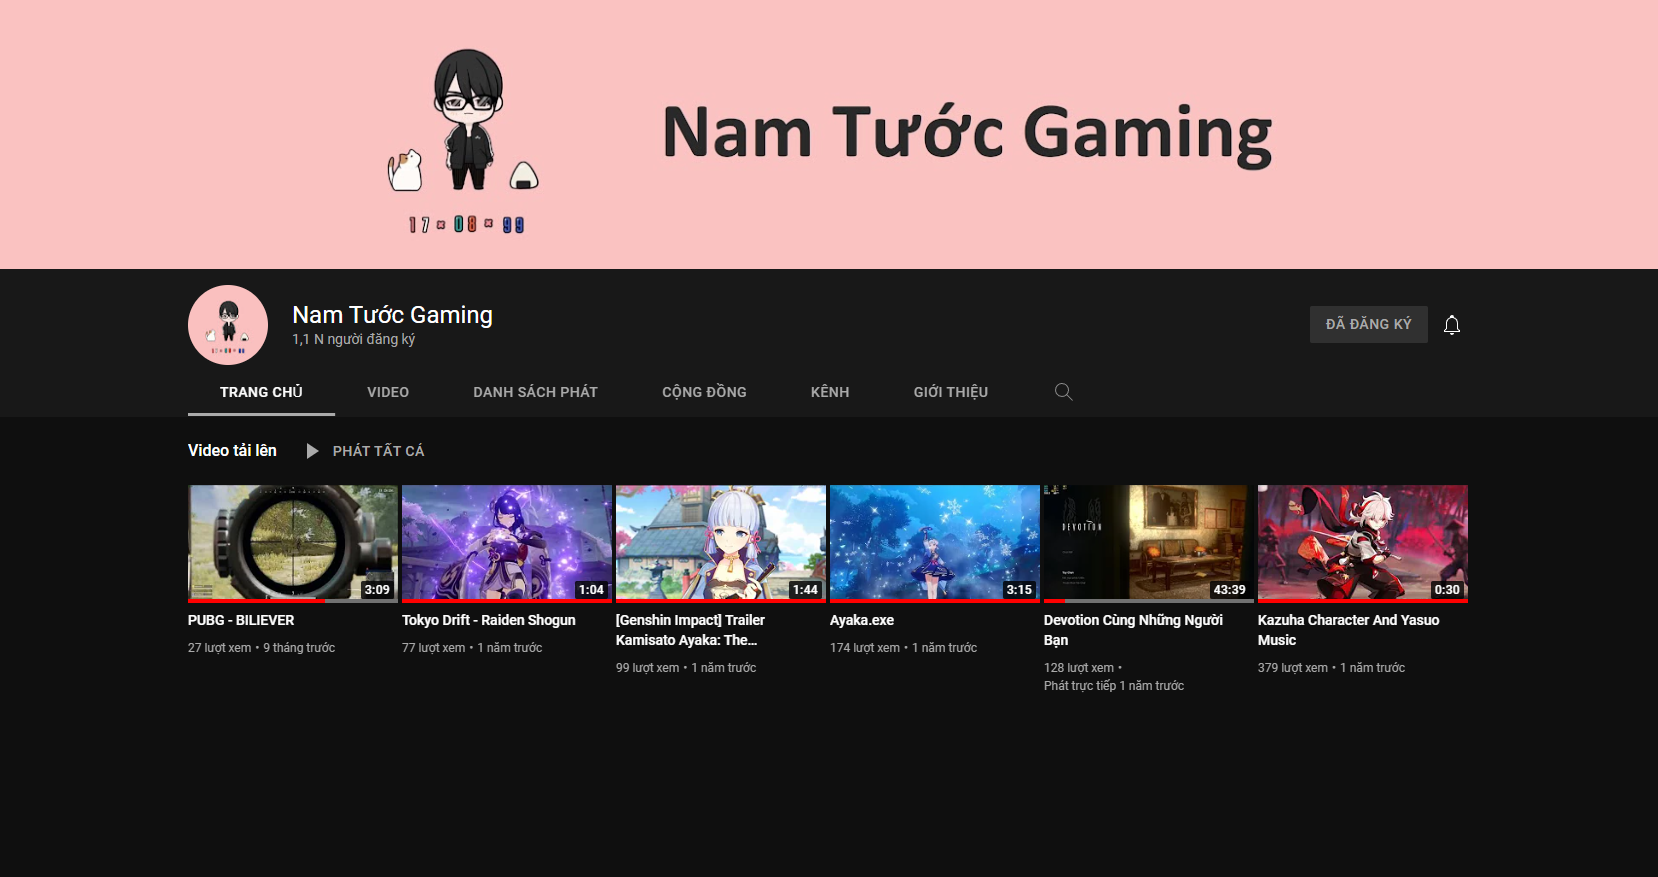 Nam Tước Gaming
17×08×99
Nam Tước Gaming
1,1 N người đăng ký
ĐÃ ĐĂNG KÝ
TRANG CHỦ
VIDEO
DANH SÁCH PHÁT
CỘNG ĐỒNG
KÊNH
GIỚI THIỆU
Video tải lên
PHÁT TẤT CẢ
3:09
1:04
1:44
3:15
DEVOTION
43:39
0:30
PUBG - BILIEVER
27 lượt xem • 9 tháng trước
Tokyo Drift - Raiden Shogun
77 lượt xem • 1 năm trước
[Genshin Impact] Trailer
Kamisato Ayaka: The...
99 lượt xem • 1 năm trước
Ayaka.exe
174 lượt xem • 1 năm trước
Devotion Cùng Những Người
Bạn
128 lượt xem •
Phát trực tiếp 1 năm trước
Kazuha Character And Yasuo
Music
379 lượt xem • 1 năm trước